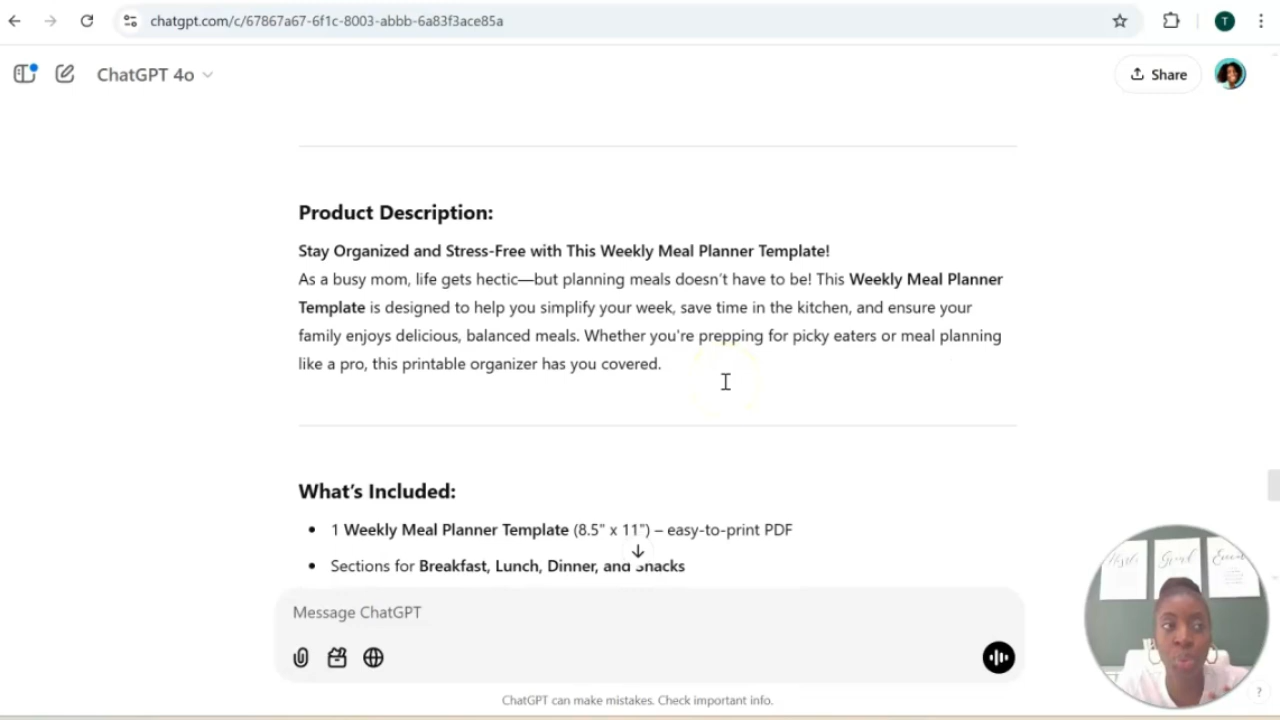 chatgpt.com/c/67867a67-6f1c-8003-abbb-6a83f3ace85a
T
ChatGPT 4o
Share
Product Description:
Stay Organized and Stress-Free with This Weekly Meal Planner Template!
As a busy mom, life gets hectic—but planning meals doesn't have to be! This Weekly Meal Planner
Template is designed to help you simplify your week, save time in the kitchen, and ensure your
family enjoys delicious, balanced meals. Whether you're prepping for picky eaters or meal planning
like a pro, this printable organizer has you covered.
What's Included:
1 Weekly Meal Planner Template (8.5" x 11") – easy-to-print PDF
Sections for Breakfast, Lunch, Dinner, and Snacks
Message ChatGPT
ChatGPT can make mistakes. Check important info.
?